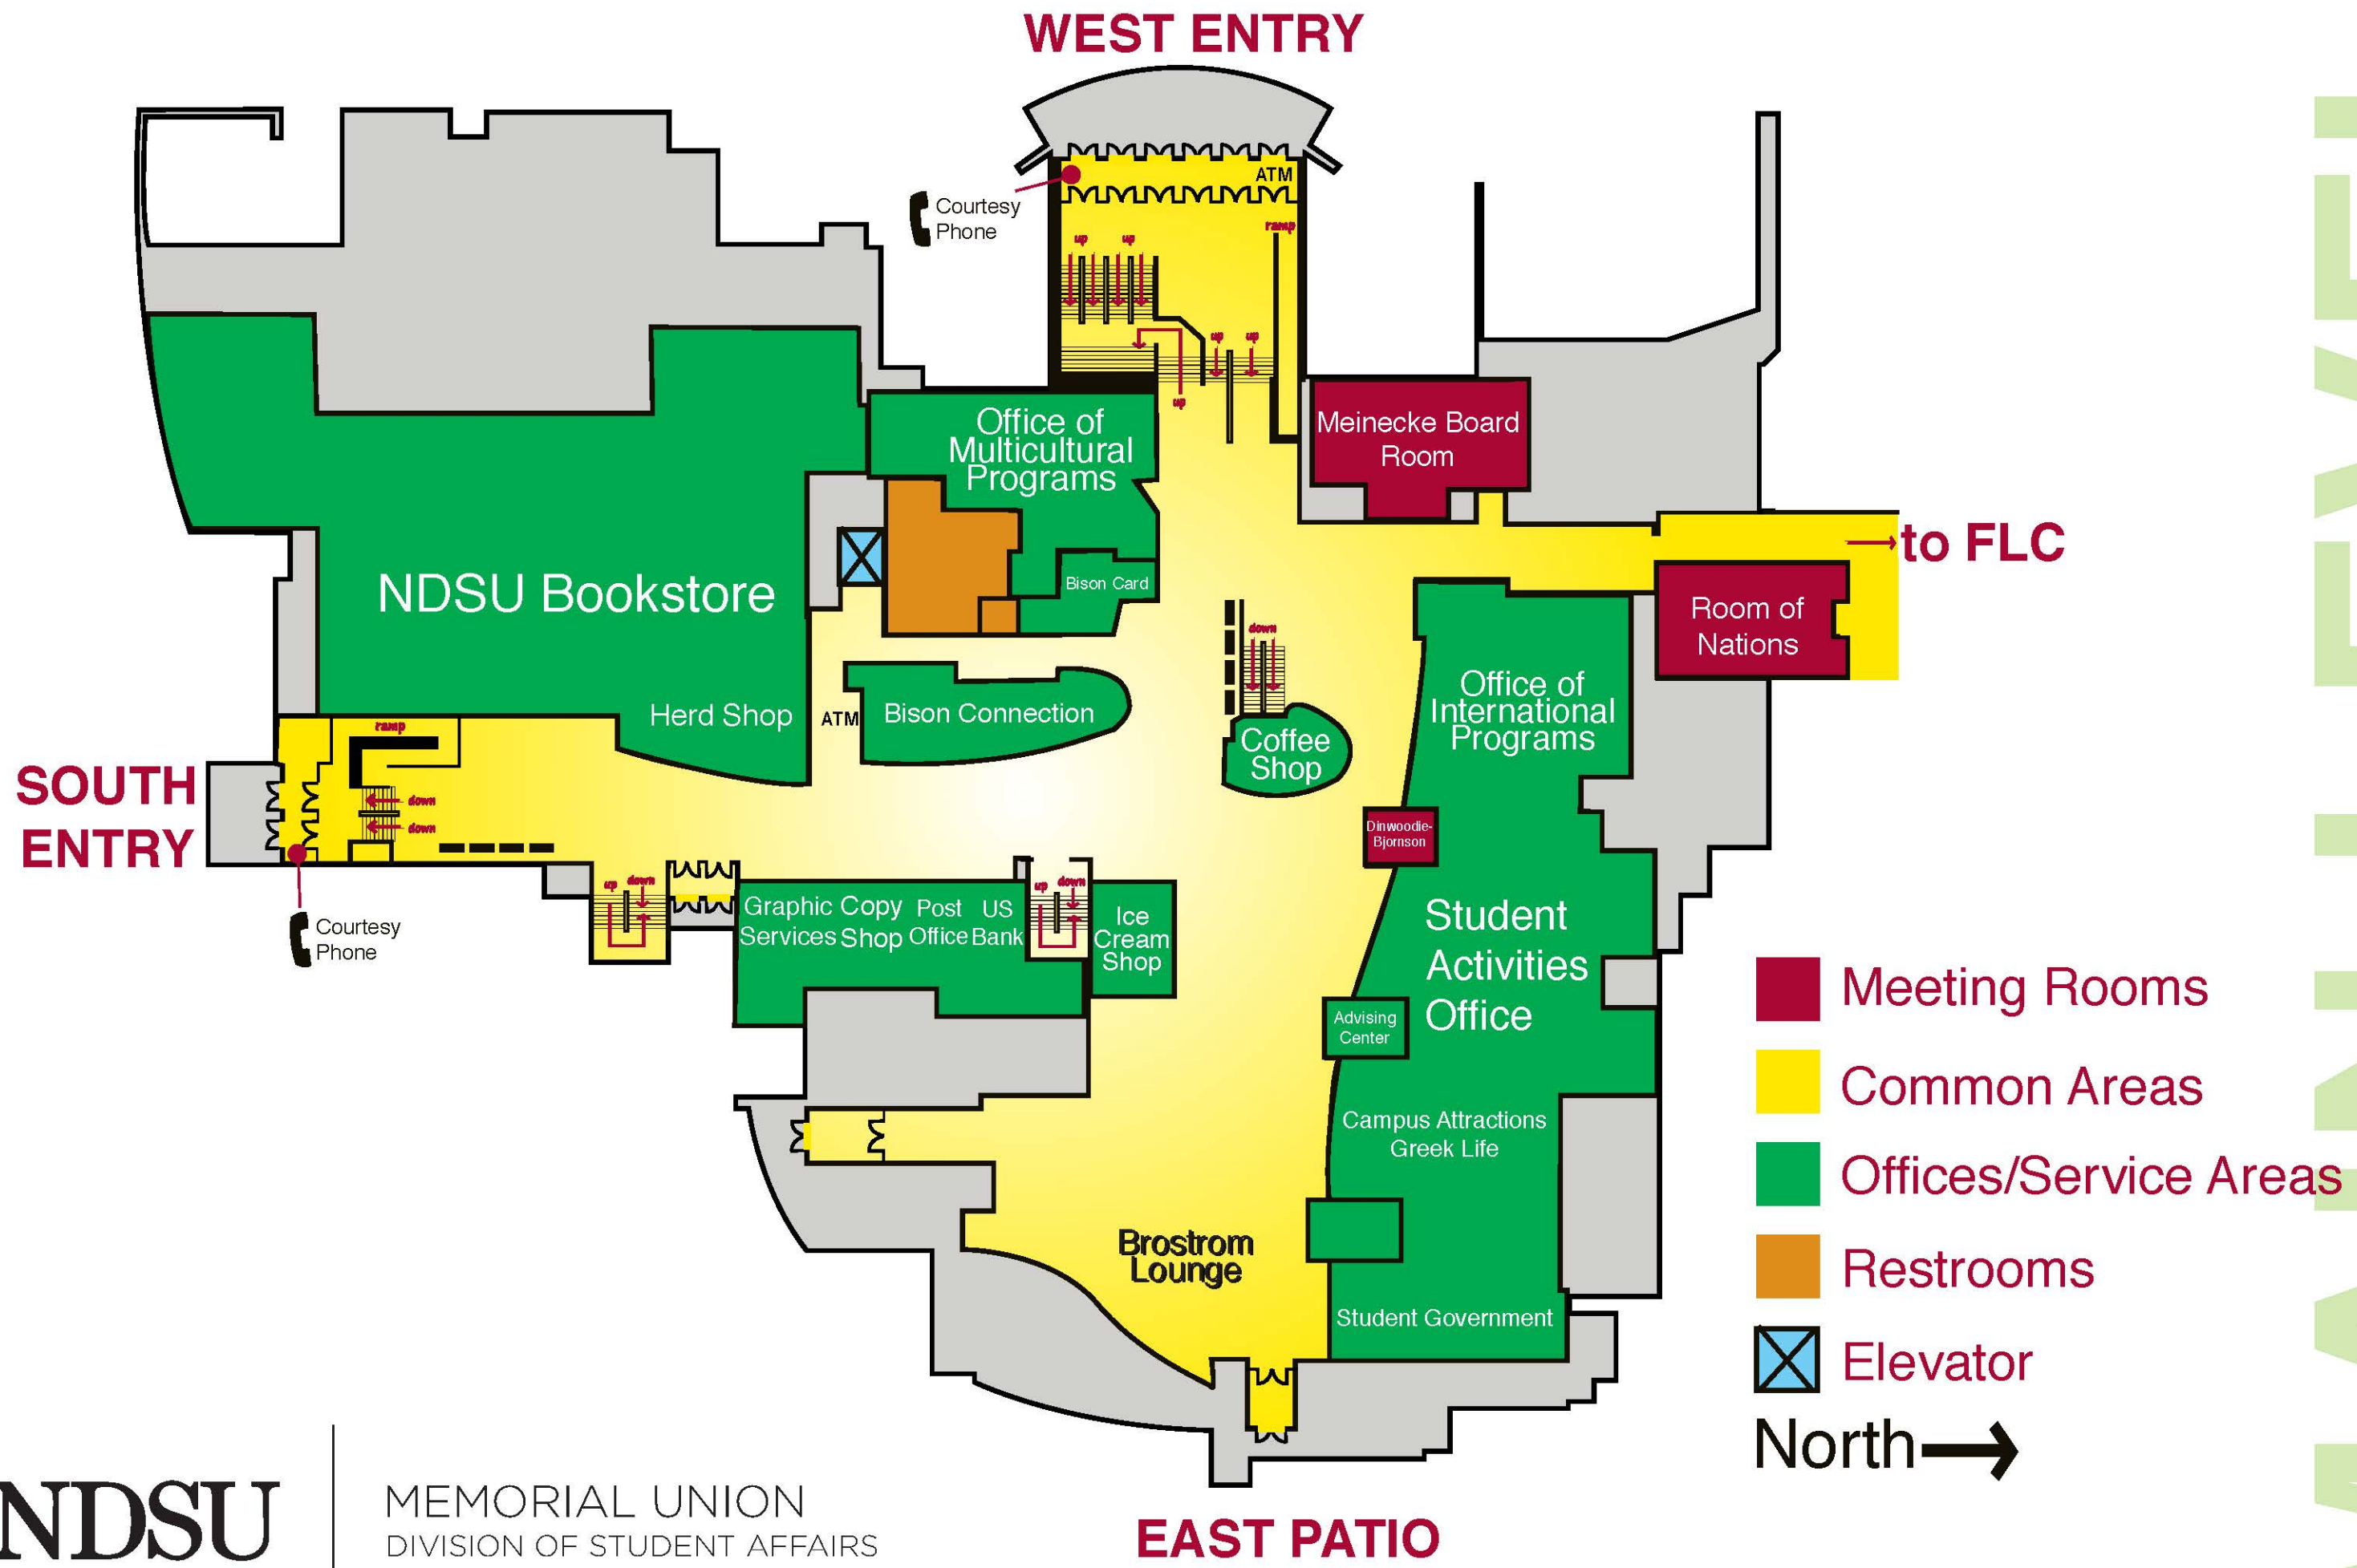 WEST ENTRY
ATM
Courtesy
Phone
ramp
up
up
up
up
up
Office of
Multicultural
Programs
Meinecke Board
Room
to FLC
NDSU Bookstore
Bison Card
Room of
Nations
down
Office of
International
Programs
Herd Shop
ATM
Bison Connection
Coffee
Shop
ramp
SOUTH
ENTRY
down
down
Dinwoodie-
Bjornson
up
down
up
down
Graphic
Services
Copy
Shop
Post
Office
US
Bank
Ice
Cream
Shop
Student
Activities
Office
Courtesy
Phone
Advising
Center
Campus Attractions
Greek Life
Brostrom
Lounge
Student Government
Meeting Rooms
Common Areas
Offices/Service Areas
Restrooms
Elevator
North
NDSU
MEMORIAL UNION
DIVISION OF STUDENT AFFAIRS
EAST PATIO